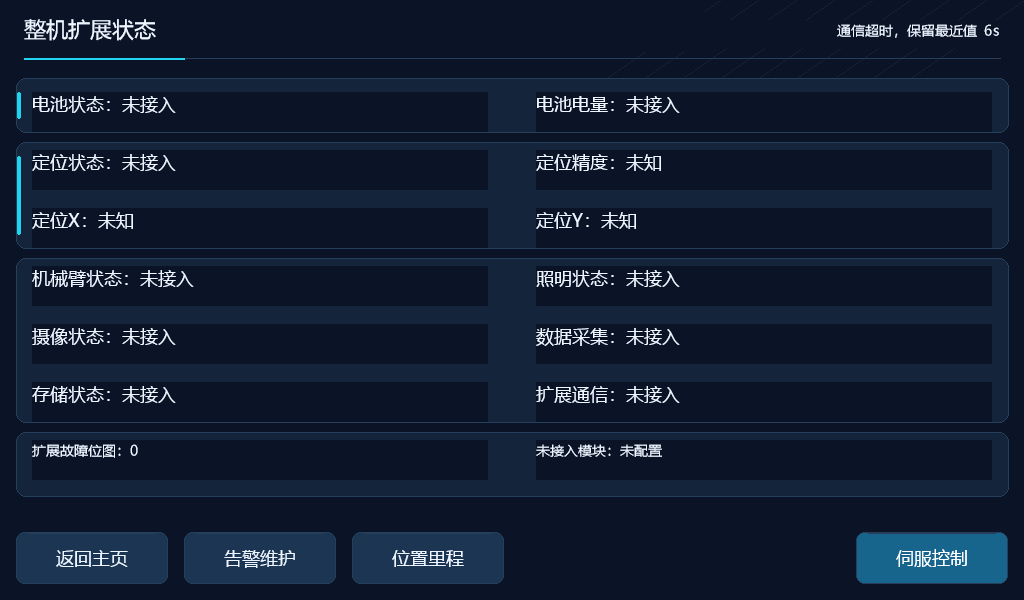 整机扩展状态
通信超时，保留最近值 6s
电池状态：未接入
电池电量：未接入
定位状态：未接入
定位精度：未知
定位X：未知
定位Y：未知
机械臂状态：未接入
照明状态：未接入
摄像状态：未接入
数据采集：未接入
存储状态：未接入
扩展通信：未接入
扩展故障位图：0
未接入模块：未配置
返回主页
告警维护
位置里程
伺服控制